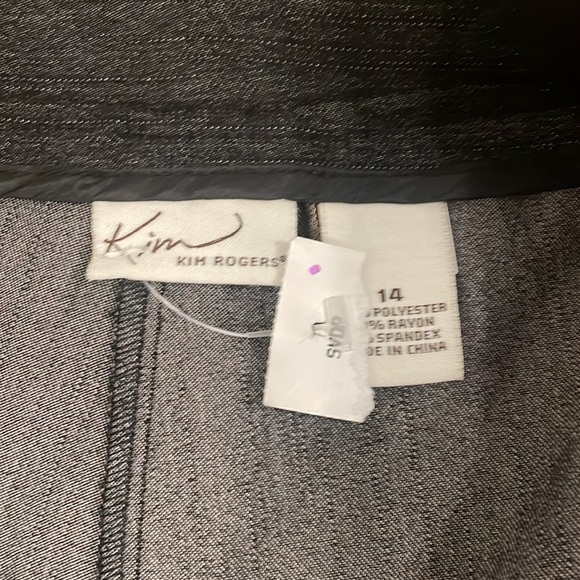 Kim
KIM ROGERS®
14
POLYESTER
% RAYON
SPANDEX
DE IN CHINA